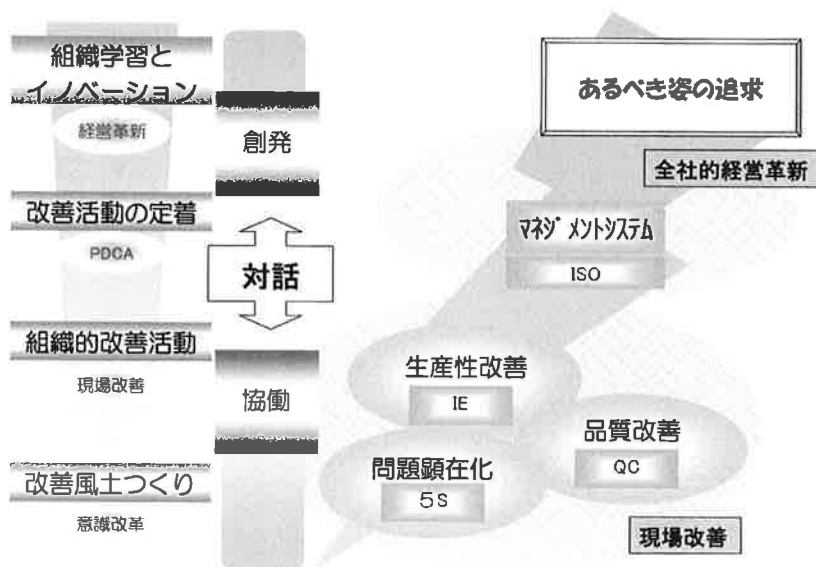 組織学習と
イノベーション
経営革新
改善活動の定着
PDCA
組織的改善活動
現場改善
改善風土つくり
意識改革
創発
対話
協働
あるべき姿の追求
全社的経営革新
マネジメントシステム
ISO
生産性改善
IE
品質改善
QC
問題顕在化
5S
現場改善